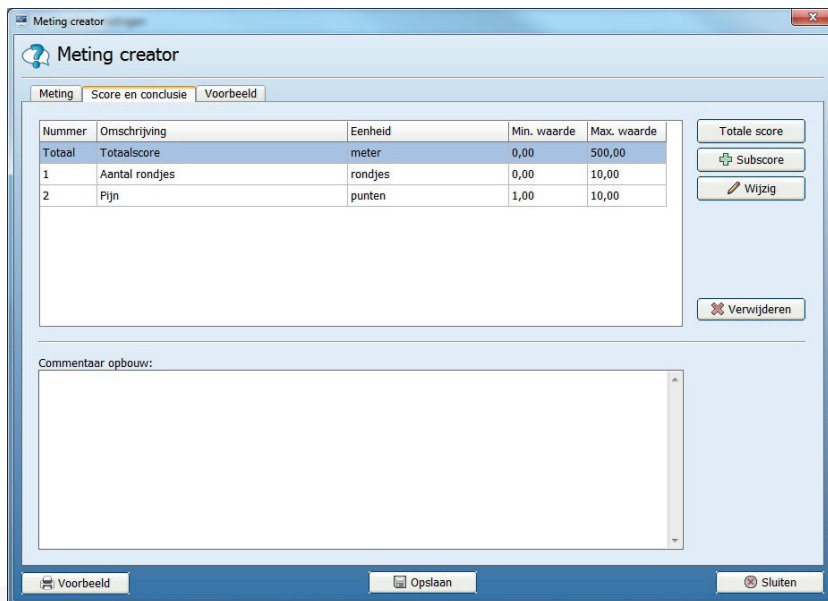 Meting creator
Meting creator
Meting Score en conclusie Voorbeeld
Nummer Omschrijving Eenheid Min. waarde Max. waarde
Totaal Totaalscore meter 0,00 500,00
1 Aantal rondjes rondjes 0,00 10,00
2 Pijn punten 1,00 10,00
Totale score
Subscore
Wijzig
Verwijderen
Commentaar opbouw:
Voorbeeld Opslaan Sluiten